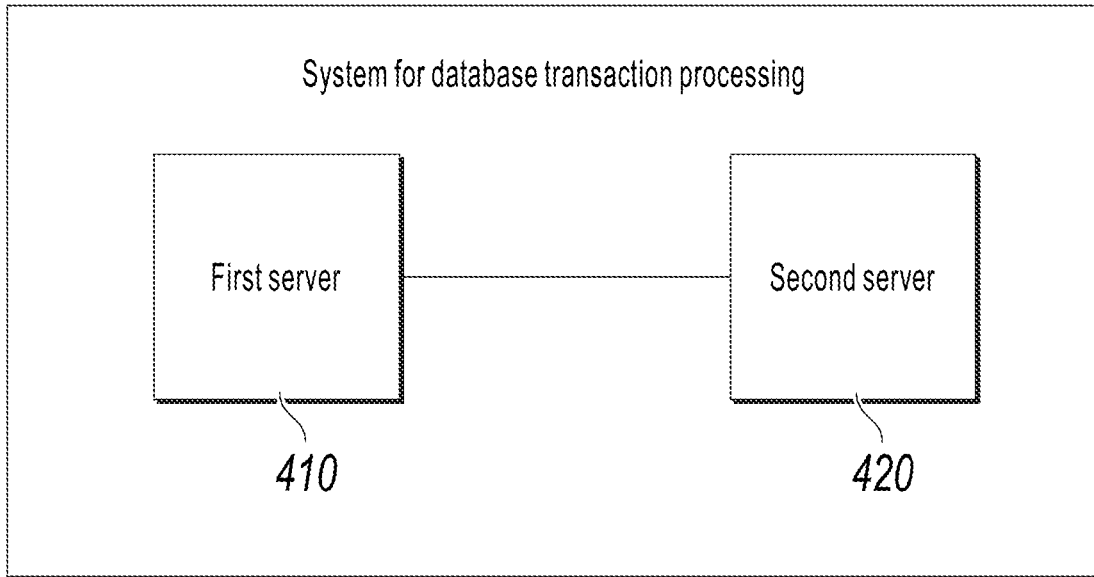 System for database transaction processing
First server
Second server
410
420